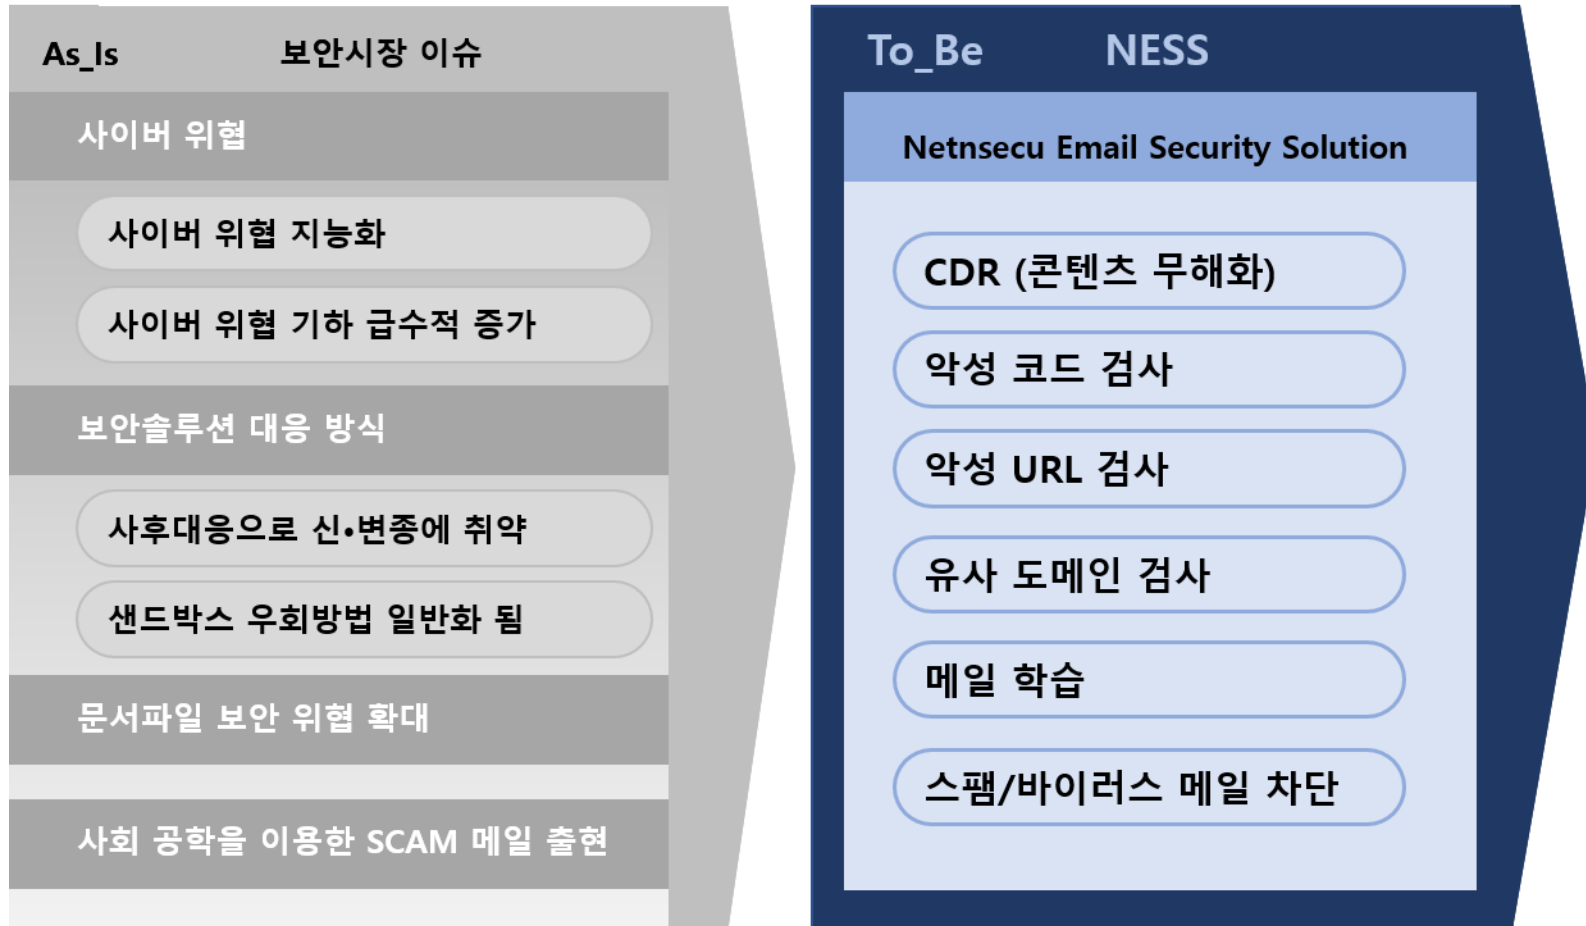 As_Is 보안시장 이슈
사이버 위협
사이버 위협 지능화
사이버 위협 기하 급수적 증가
보안솔루션 대응 방식
사후대응으로 신•변종에 취약
샌드박스 우회방법 일반화 됨
문서파일 보안 위협 확대
사회 공학을 이용한 SCAM 메일 출현
To_Be NESS
Netnsecu Email Security Solution
CDR (콘텐츠 무해화)
악성 코드 검사
악성 URL 검사
유사 도메인 검사
메일 학습
스팸/바이러스 메일 차단